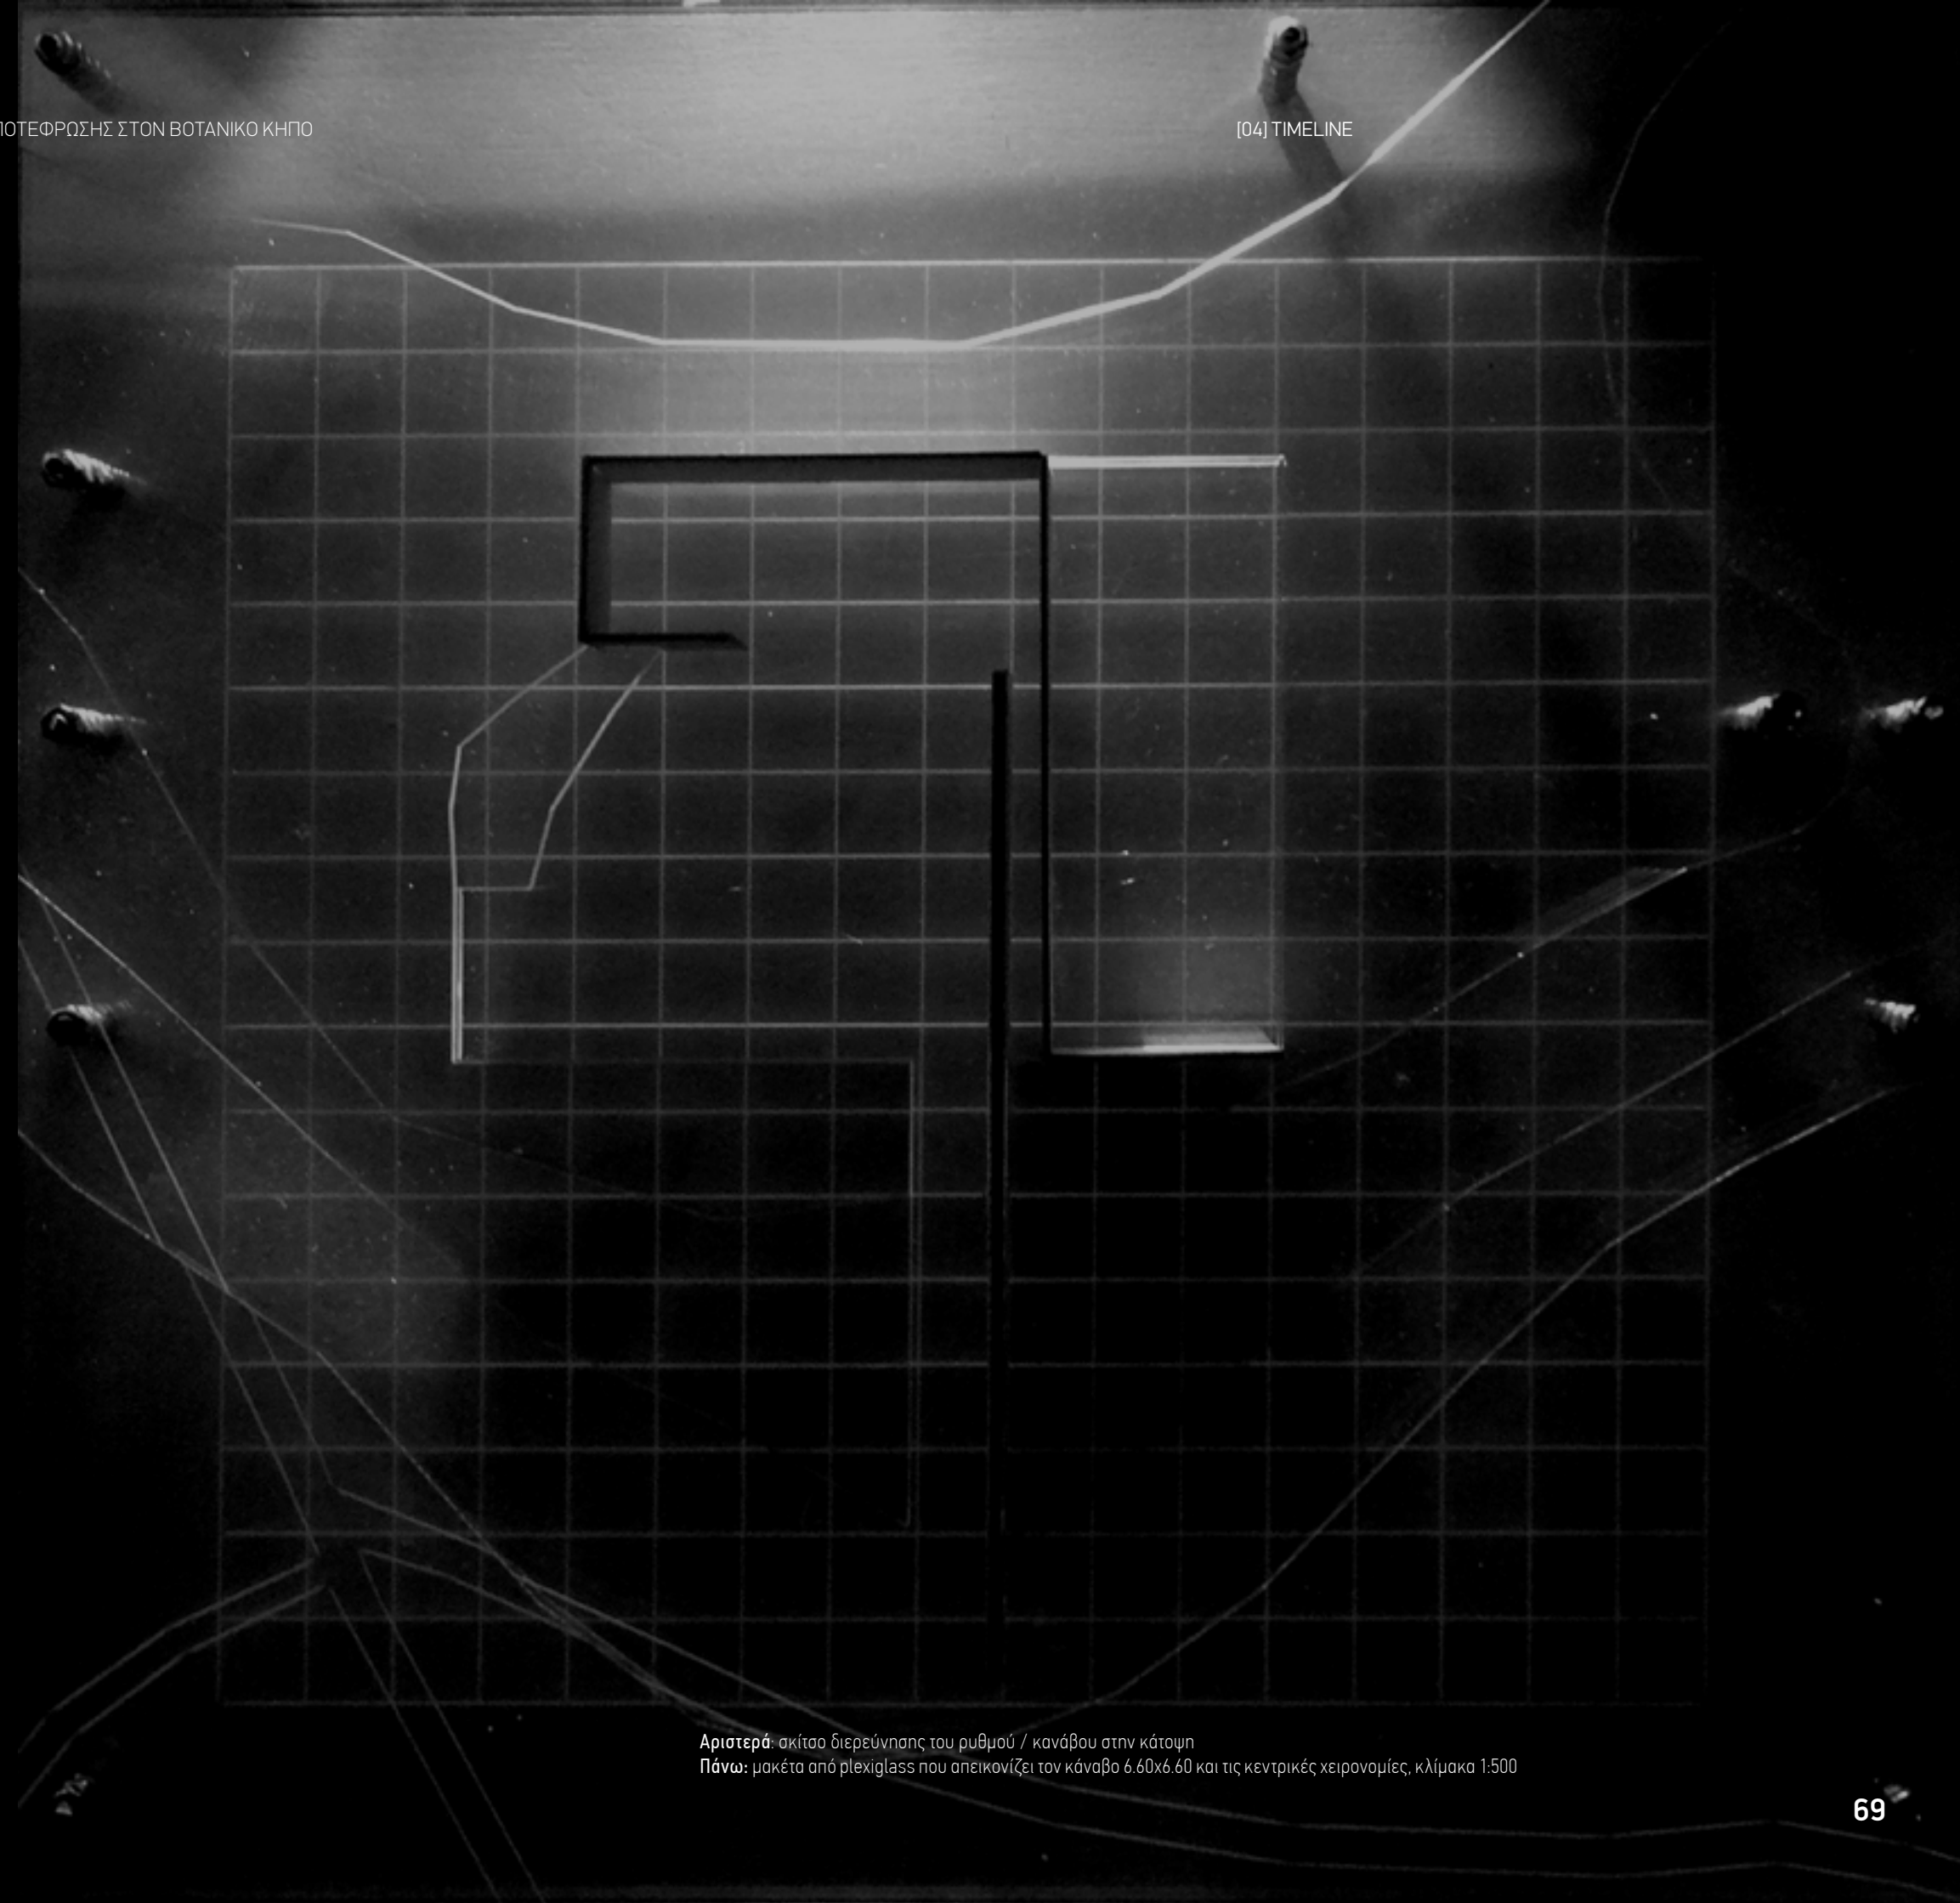 ΣΤΟΝ ΒΟΤΑΝΙΚΟ ΚΗΠΟ
[04] TIMELINE
Αριστερά: σκίτσο διερεύνησης του ρυθμού / κανάβου στην κάτοψη
Πάνω: μακέτα από plexiglass που απεικονίζει τον κάναβο 6.60x6.60 και τις κεντρικές χειρονομίες, κλίμακα 1:500
69